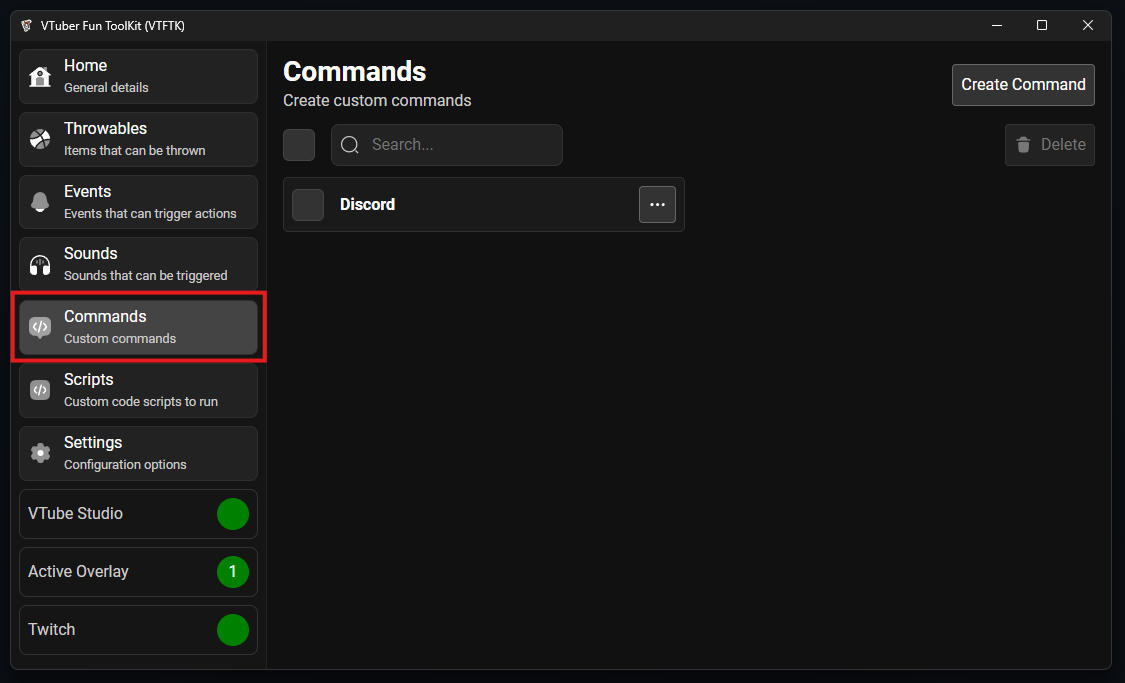 VTuber Fun ToolKit (VTFTK)
Home
General details
Throwables
Items that can be thrown
Events
Events that can trigger actions
Sounds
Sounds that can be triggered
Commands
Custom commands
Scripts
Custom code scripts to run
Settings
Configuration options
VTube Studio
Active Overlay 1
Twitch
Commands
Create custom commands
Create Command
Search...
Delete
Discord